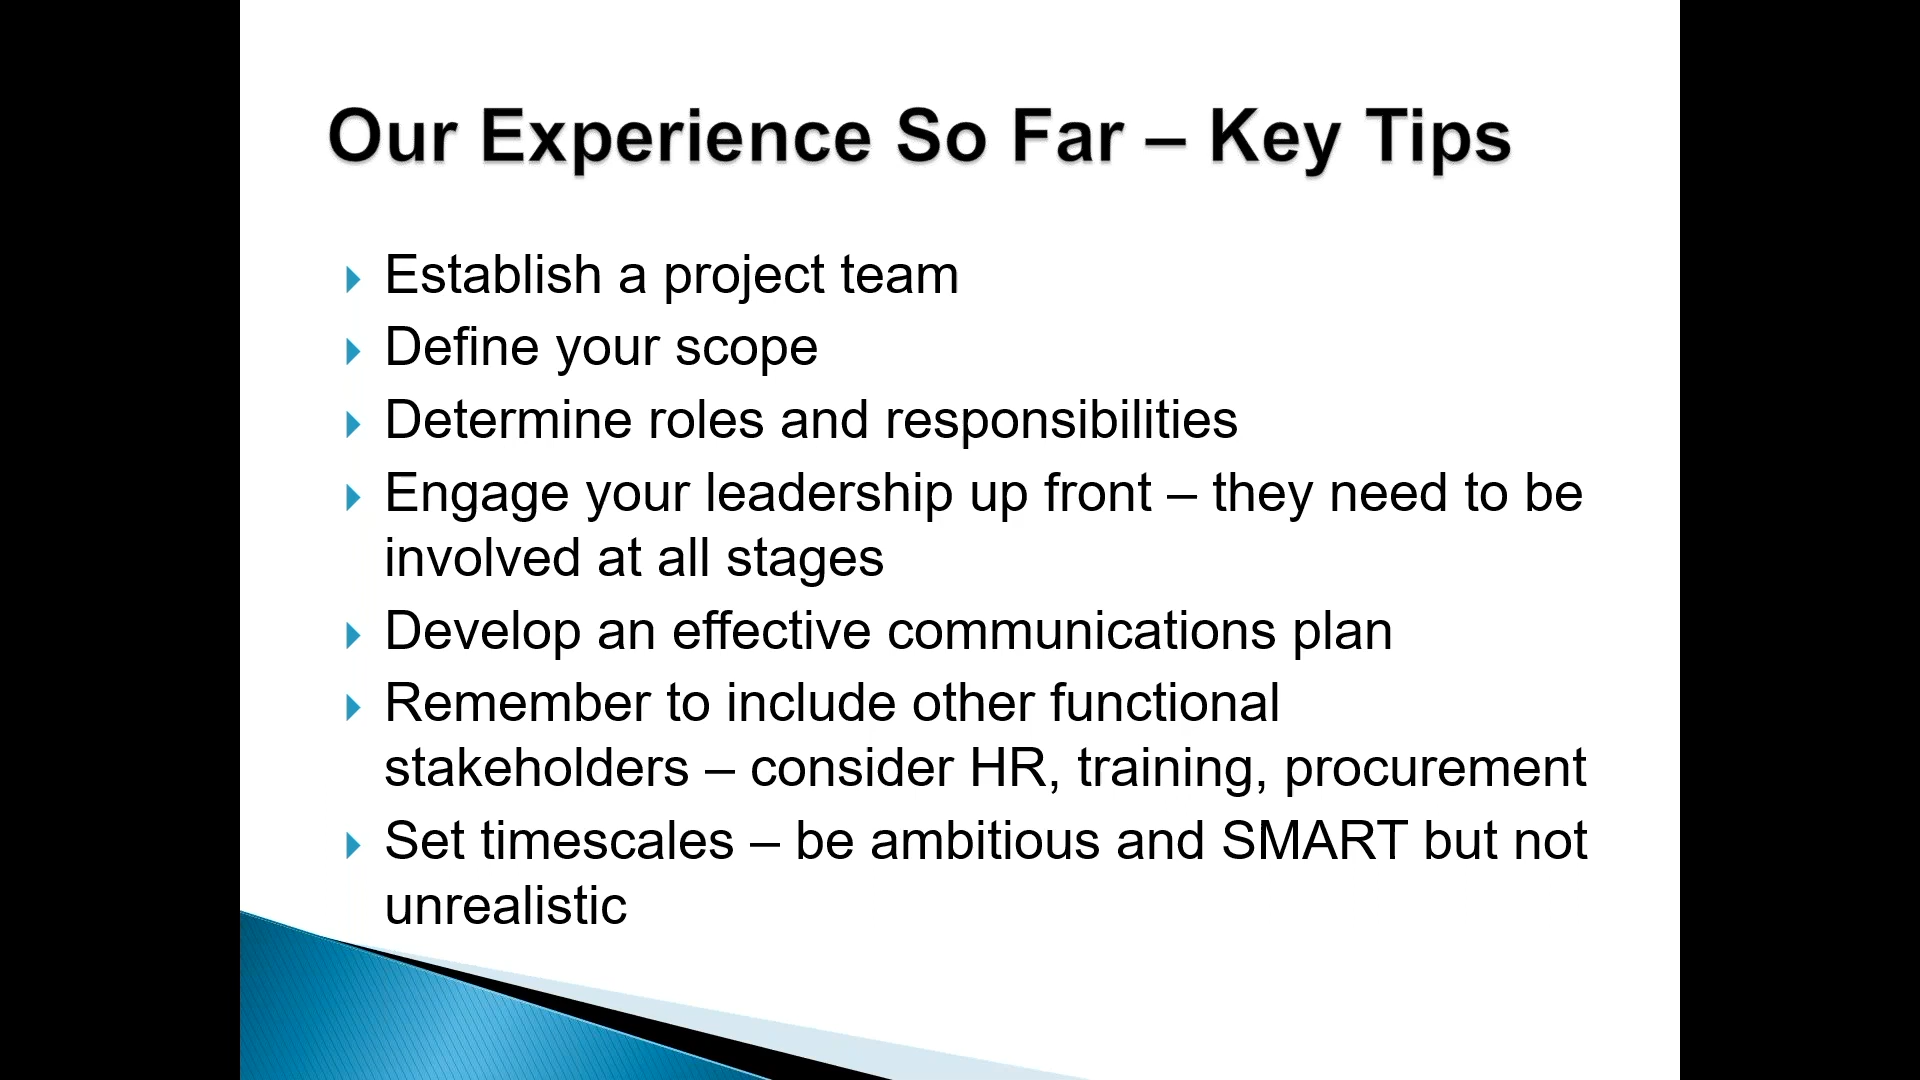 Our Experience So Far – Key Tips
Establish a project team
Define your scope
Determine roles and responsibilities
Engage your leadership up front – they need to be
involved at all stages
Develop an effective communications plan
Remember to include other functional
stakeholders – consider HR, training, procurement
Set timescales – be ambitious and SMART but not
unrealistic